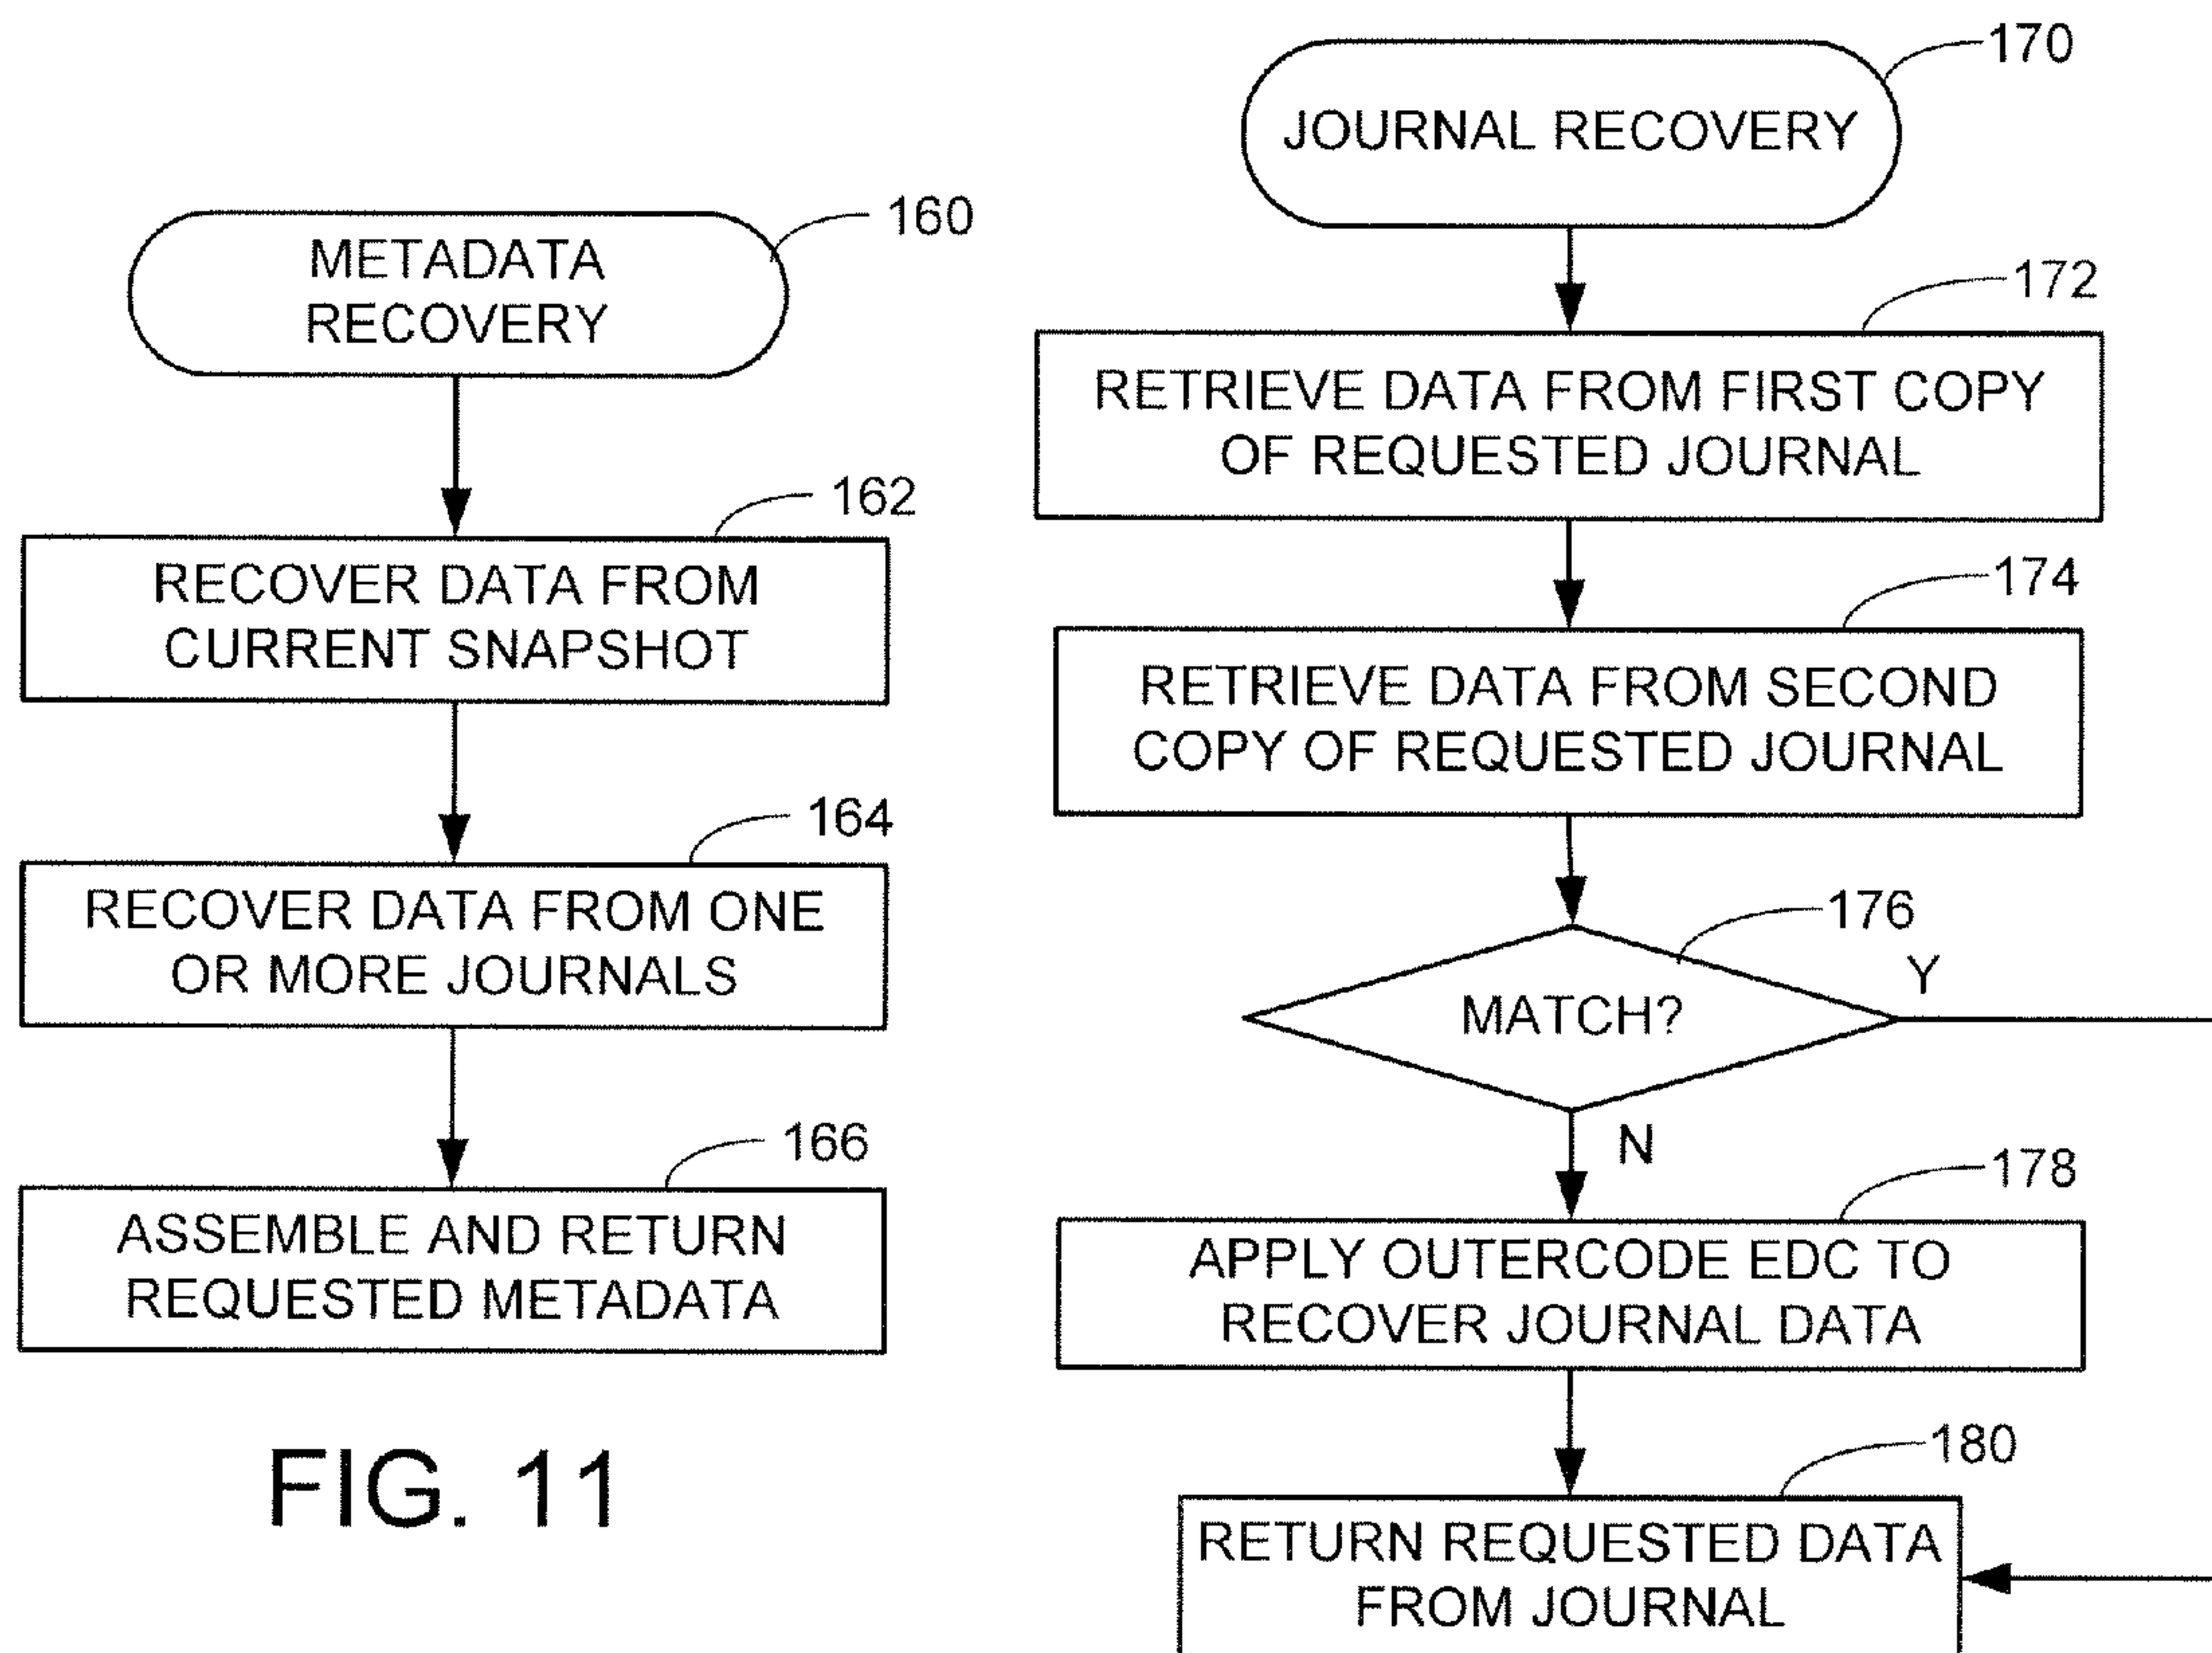 160
METADATA
RECOVERY
162
RECOVER DATA FROM
CURRENT SNAPSHOT
164
RECOVER DATA FROM ONE
OR MORE JOURNALS
166
ASSEMBLE AND RETURN
REQUESTED METADATA
FIG. 11
170
JOURNAL RECOVERY
172
RETRIEVE DATA FROM FIRST COPY
OF REQUESTED JOURNAL
174
RETRIEVE DATA FROM SECOND
COPY OF REQUESTED JOURNAL
176
MATCH?
Y
N
178
APPLY OUTERCODE EDC TO
RECOVER JOURNAL DATA
180
RETURN REQUESTED DATA
FROM JOURNAL